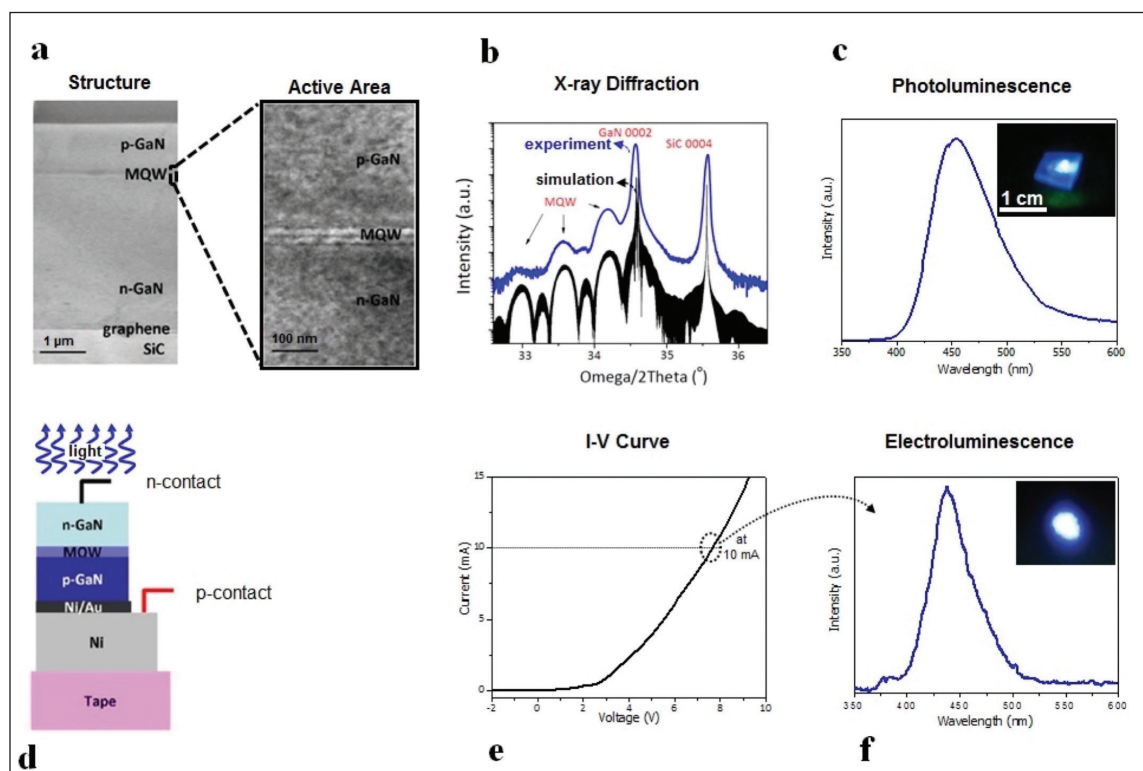 a
Structure
p-GaN
MQW
n-GaN
graphene
SiC
1 µm
Active Area
p-GaN
MQW
n-GaN
100 nm
b
X-ray Diffraction
GaN 0002
SiC 0004
experiment
simulation
MQW
Intensity (a.u.)
33 34 35 36
Omega/2Theta (°)
c
Photoluminescence
1 cm
Intensity (a.u.)
350 400 450 500 550 600
Wavelength (nm)
light
n-contact
n-GaN
MQW
p-GaN
p-contact
Ni/Au
Ni
Tape
d
I-V Curve
15
10
5
0
Current (mA)
at
10 mA
-2 0 2 4 6 8 10
Voltage (V)
e
Electroluminescence
Intensity (a.u.)
350 400 450 500 550 600
Wavelength (nm)
f